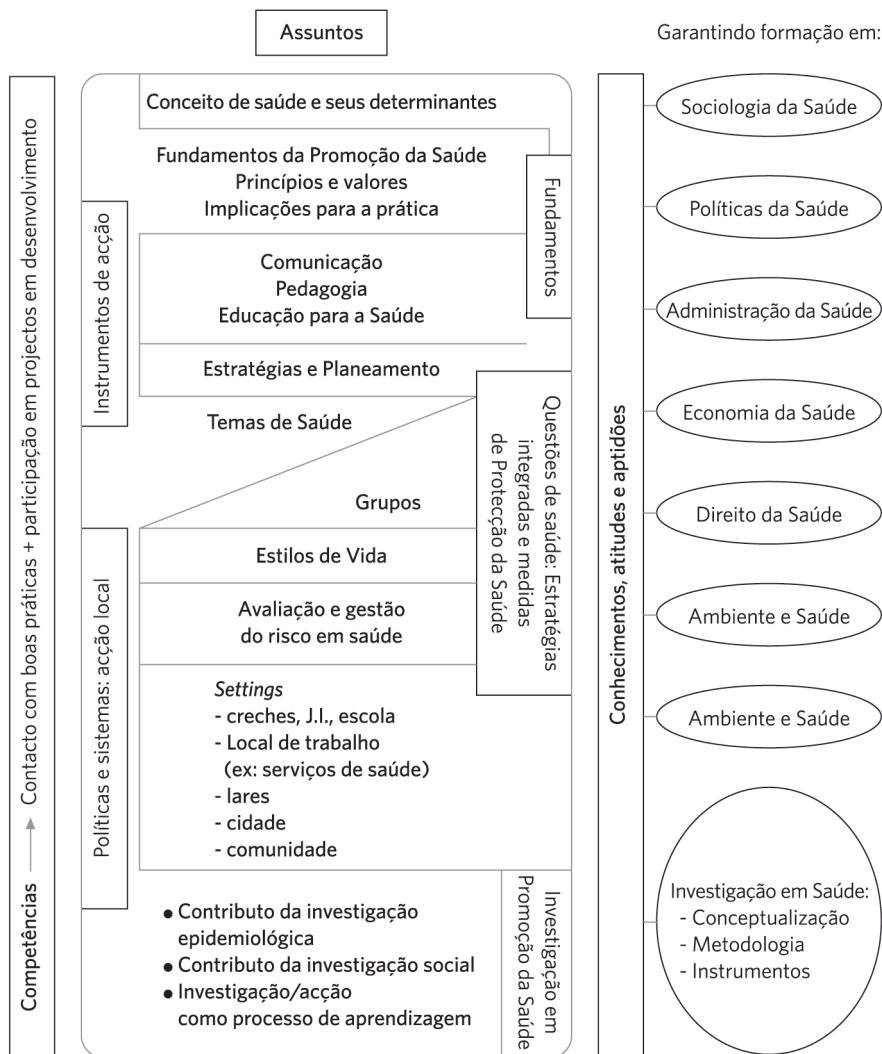 Assuntos
Garantindo formação em:
Competências → Contacto com boas práticas + participação em projectos em desenvolvimento
Instrumentos de acção
Políticas e sistemas: acção local
Conceito de saúde e seus determinantes
Fundamentos da Promoção da Saúde
Princípios e valores
Implicações para a prática
Fundamentos
Comunicação
Pedagogia
Educação para a Saúde
Estratégias e Planeamento
Temas de Saúde
Grupos
Estilos de Vida
Avaliação e gestão
do risco em saúde
Questões de saúde: Estratégias
integradas e medidas
de Protecção da Saúde
Settings
- creches, J.I., escola
- Local de trabalho
(ex: serviços de saúde)
- lares
- cidade
- comunidade
● Contributo da investigação
epidemiológica
● Contributo da investigação social
● Investigação/acção
como processo de aprendizagem
Investigação em
Promoção da Saúde
Conhecimentos, atitudes e aptidões
Sociologia da Saúde
Políticas da Saúde
Administração da Saúde
Economia da Saúde
Direito da Saúde
Ambiente e Saúde
Ambiente e Saúde
Investigação em Saúde:
- Conceptualização
- Metodologia
- Instrumentos